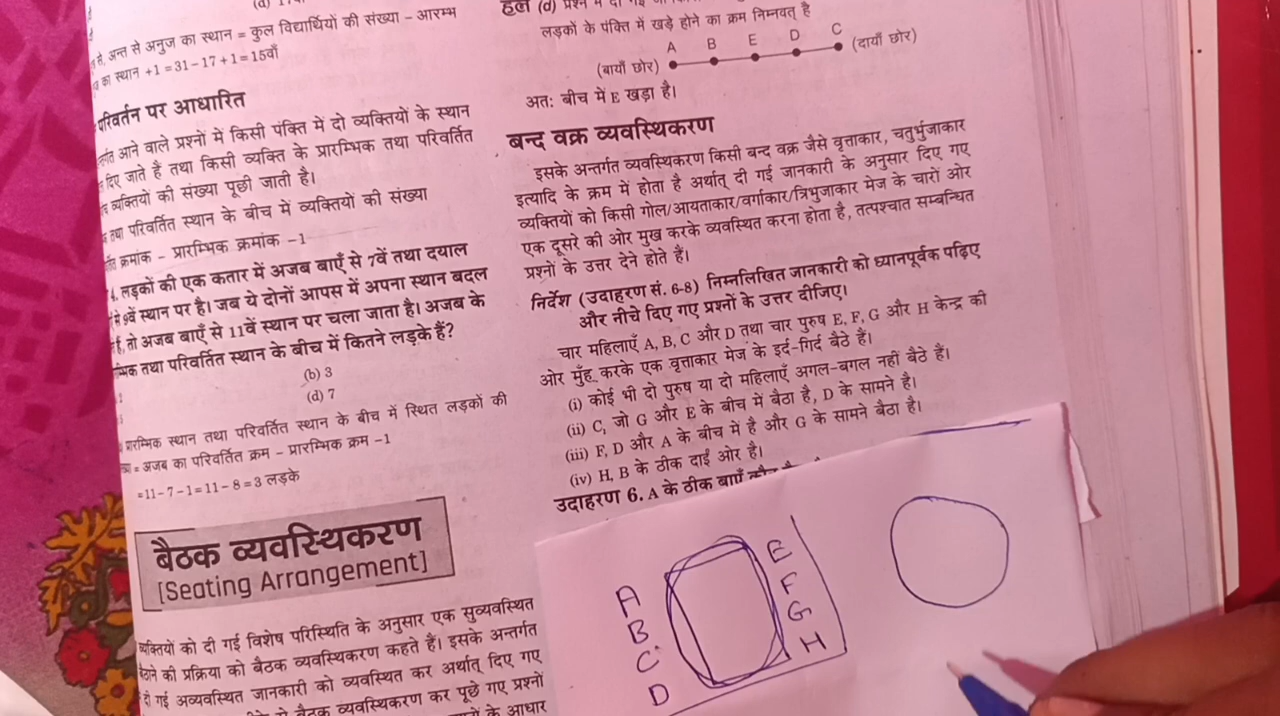 से, अन्त से अनुज का स्थान = कुल विद्यार्थियों की संख्या – आरम्भ
का स्थान +1 = 31 – 17 + 1 = 15वाँ
परिवर्तन पर आधारित
आने वाले प्रश्नों में किसी पंक्ति में दो व्यक्तियों के स्थान
दिए जाते हैं तथा किसी व्यक्ति के प्रारम्भिक तथा परिवर्तित
व्यक्तियों की संख्या पूछी जाती है।
तथा परिवर्तित स्थान के बीच में व्यक्तियों की संख्या
क्रमांक – प्रारम्भिक क्रमांक –1
4. लड़कों की एक कतार में अजब बाएँ से 7वें तथा दयाल
से 9वें स्थान पर है। जब ये दोनों आपस में अपना स्थान बदल
हैं, तो अजब बाएँ से 11वें स्थान पर चला जाता है। अजब के
तथा परिवर्तित स्थान के बीच में कितने लड़के हैं?
(b) 3
(d) 7
प्रारम्भिक स्थान तथा परिवर्तित स्थान के बीच में स्थित लड़कों की
= अजब का परिवर्तित क्रम – प्रारम्भिक क्रम –1
= 11 – 7 – 1 = 11 – 8 = 3 लड़के
बैठक व्यवस्थिकरण
[Seating Arrangement]
व्यक्तियों को दी गई विशेष परिस्थिति के अनुसार एक सुव्यवस्थित
की प्रक्रिया को बैठक व्यवस्थिकरण कहते हैं। इसके अन्तर्गत
दी गई अव्यवस्थित जानकारी को व्यवस्थित कर अर्थात् दिए गए
बैठक व्यवस्थिकरण कर पूछे गए प्रश्नों
के आधार
हल (d)
लड़कों के पंक्ति में खड़े होने का क्रम निम्नवत् है
A B E D C
(बायाँ छोर) (दायाँ छोर)
अतः बीच में E खड़ा है।
बन्द वक्र व्यवस्थिकरण
इसके अन्तर्गत व्यवस्थिकरण किसी बन्द वक्र जैसे वृत्ताकार, चतुर्भुजाकार
इत्यादि के क्रम में होता है अर्थात् दी गई जानकारी के अनुसार दिए गए
व्यक्तियों को किसी गोल/आयताकार/वर्गाकार/त्रिभुजाकार मेज के चारों ओर
एक दूसरे की ओर मुख करके व्यवस्थित करना होता है, तत्पश्चात सम्बन्धित
प्रश्नों के उत्तर देने होते हैं।
निर्देश (उदाहरण सं. 6-8) निम्नलिखित जानकारी को ध्यानपूर्वक पढ़िए
और नीचे दिए गए प्रश्नों के उत्तर दीजिए।
चार महिलाएँ A, B, C और D तथा चार पुरुष E, F, G और H केन्द्र की
ओर मुँह करके एक वृत्ताकार मेज के इर्द-गिर्द बैठे हैं।
(i) कोई भी दो पुरुष या दो महिलाएँ अगल-बगल नहीं बैठे हैं।
(ii) C, जो G और E के बीच में बैठा है, D के सामने है।
(iii) F, D और A के बीच में है और G के सामने बैठा है।
(iv) H, B के ठीक दाईं ओर है।
उदाहरण 6. A के ठीक बाएँ
A
B
C
D
E
F
G
H